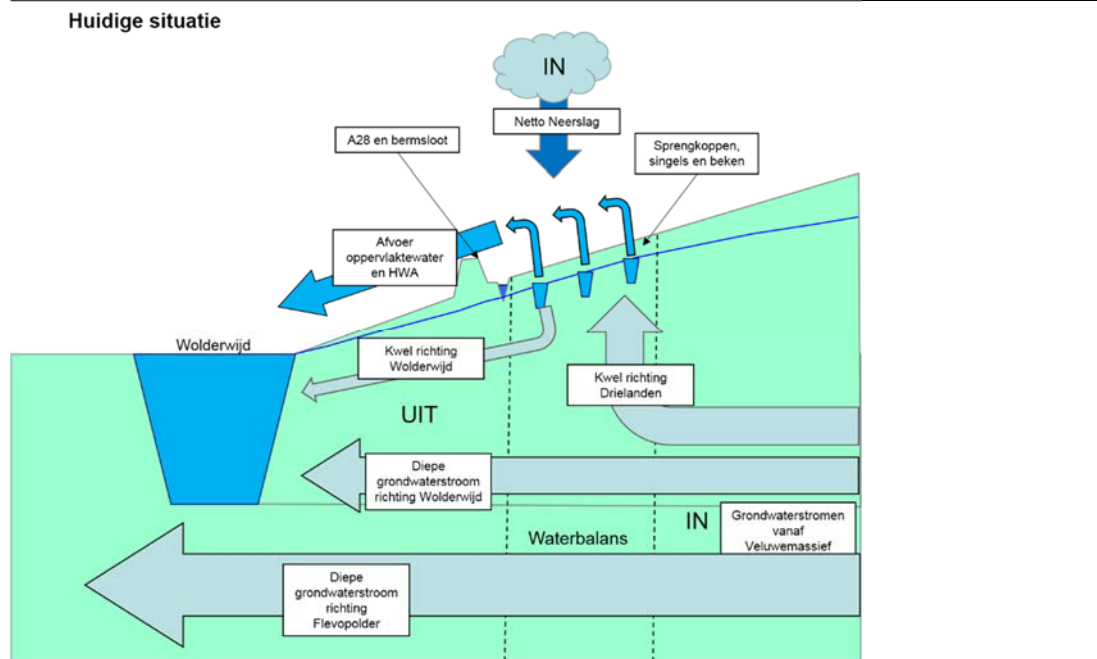 Huidige situatie
IN
Netto Neerslag
A28 en bermsloot
Sprengkoppen,
singels en beken
Afvoer
oppervlaktewater
en HWA
Wolderwijd
Kwel richting
Wolderwijd
Kwel richting
Drielanden
UIT
Diepe
grondwaterstroom
richting Wolderwijd
IN
Grondwaterstromen
vanaf
Veluwemassief
Waterbalans
Diepe
grondwaterstroom
richting
Flevopolder